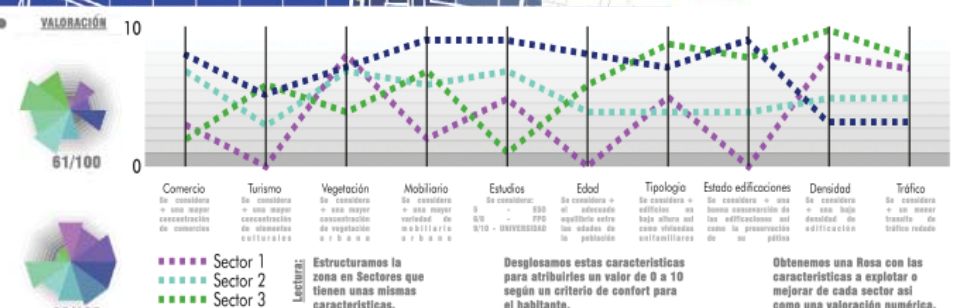 VALORACIÓN
10
0
61/100
Comercio
Se considera
+ una mayor
concentración
de comercios
Turismo
Se considera
+ una mayor
concentración
de elementos
culturales
Vegetación
Se considera
+ una mayor
concentración
de vegetación
urbana
Mobiliario
Se considera
+ una mayor
variedad de
mobiliario
urbano
Estudios
Se considera:
5 - ESO
6/8 - FPO
9/10 - UNIVERSIDAD
Edad
Se considera +
el adecuado
equilibrio entre
las edades de
la población
Tipología
Se considera +
edificios en
baja altura así
como viviendas
unifamiliares
Estado edificaciones
Se considera + una
buena conservarción de
las edificaciones así
como la preservación
de su pátina
Densidad
Se considera
+ una baja
densidad de
edificación
Tráfico
Se considera
+ un menor
transito de
tráfico rodado
Sector 1
Sector 2
Sector 3
Lectura:
Estructuramos la
zona en Sectores que
tienen unas mismas
características.
Desglosamos estas características
para atribuirles un valor de 0 a 10
según un criterio de confort para
el habitante.
Obtenemos una Rosa con las
características a explotar o
mejorar de cada sector así
como una valoración numérica.